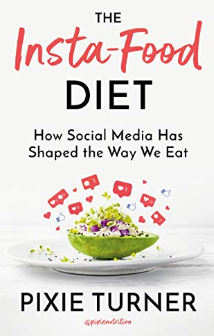 THE
Insta-Food
DIET
How Social Media Has
Shaped the Way We Eat
@pixienutrition
PIXIE TURNER